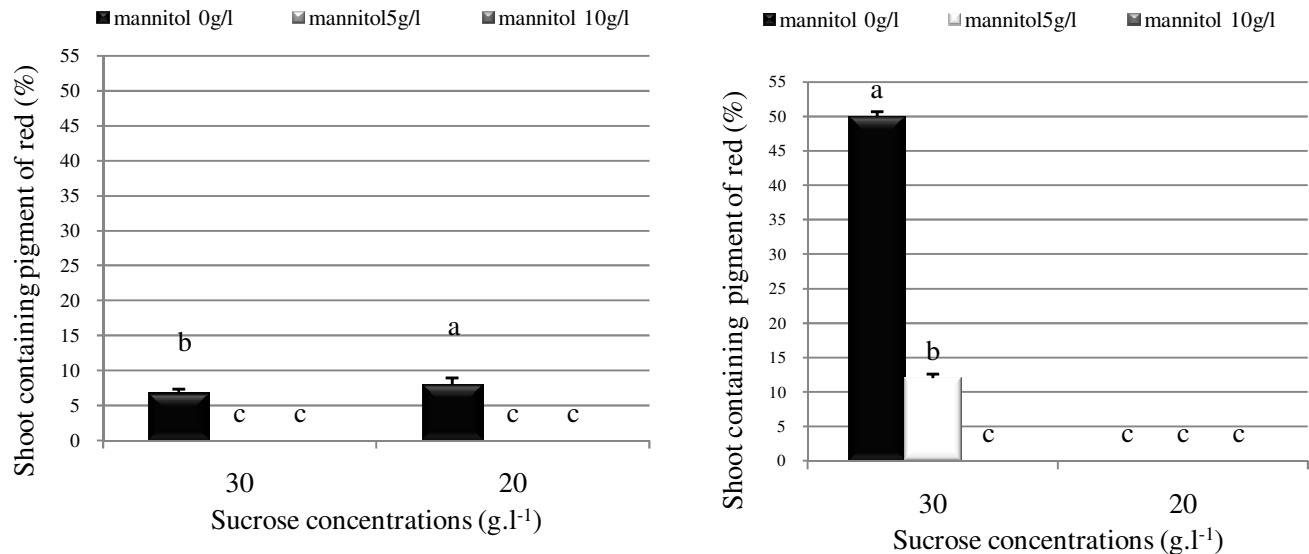 mannitol 0g/l mannitol5g/l mannitol 10g/l
Shoot containing pigment of red (%)
55
50
45
40
35
30
25
20
15
10
5
0
b
c
c
a
c
c
30
20
Sucrose concentrations (g.l-1)
mannitol 0g/l mannitol5g/l mannitol 10g/l
Shoot containing pigment of red (%)
55
50
45
40
35
30
25
20
15
10
5
0
a
b
c
c
c
c
30
20
Sucrose concentrations (g.l-1)